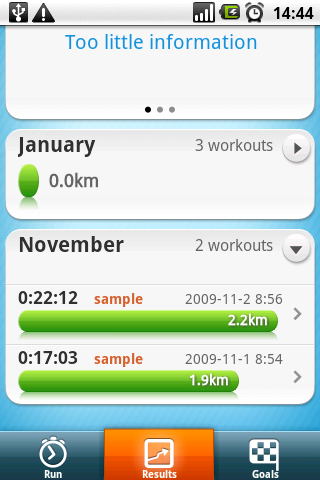 14:44
Too little information
January 3 workouts
0.0km
November 2 workouts
0:22:12 sample 2009-11-2 8:56
2.2km
0:17:03 sample 2009-11-1 8:54
1.9km
Run Results Goals